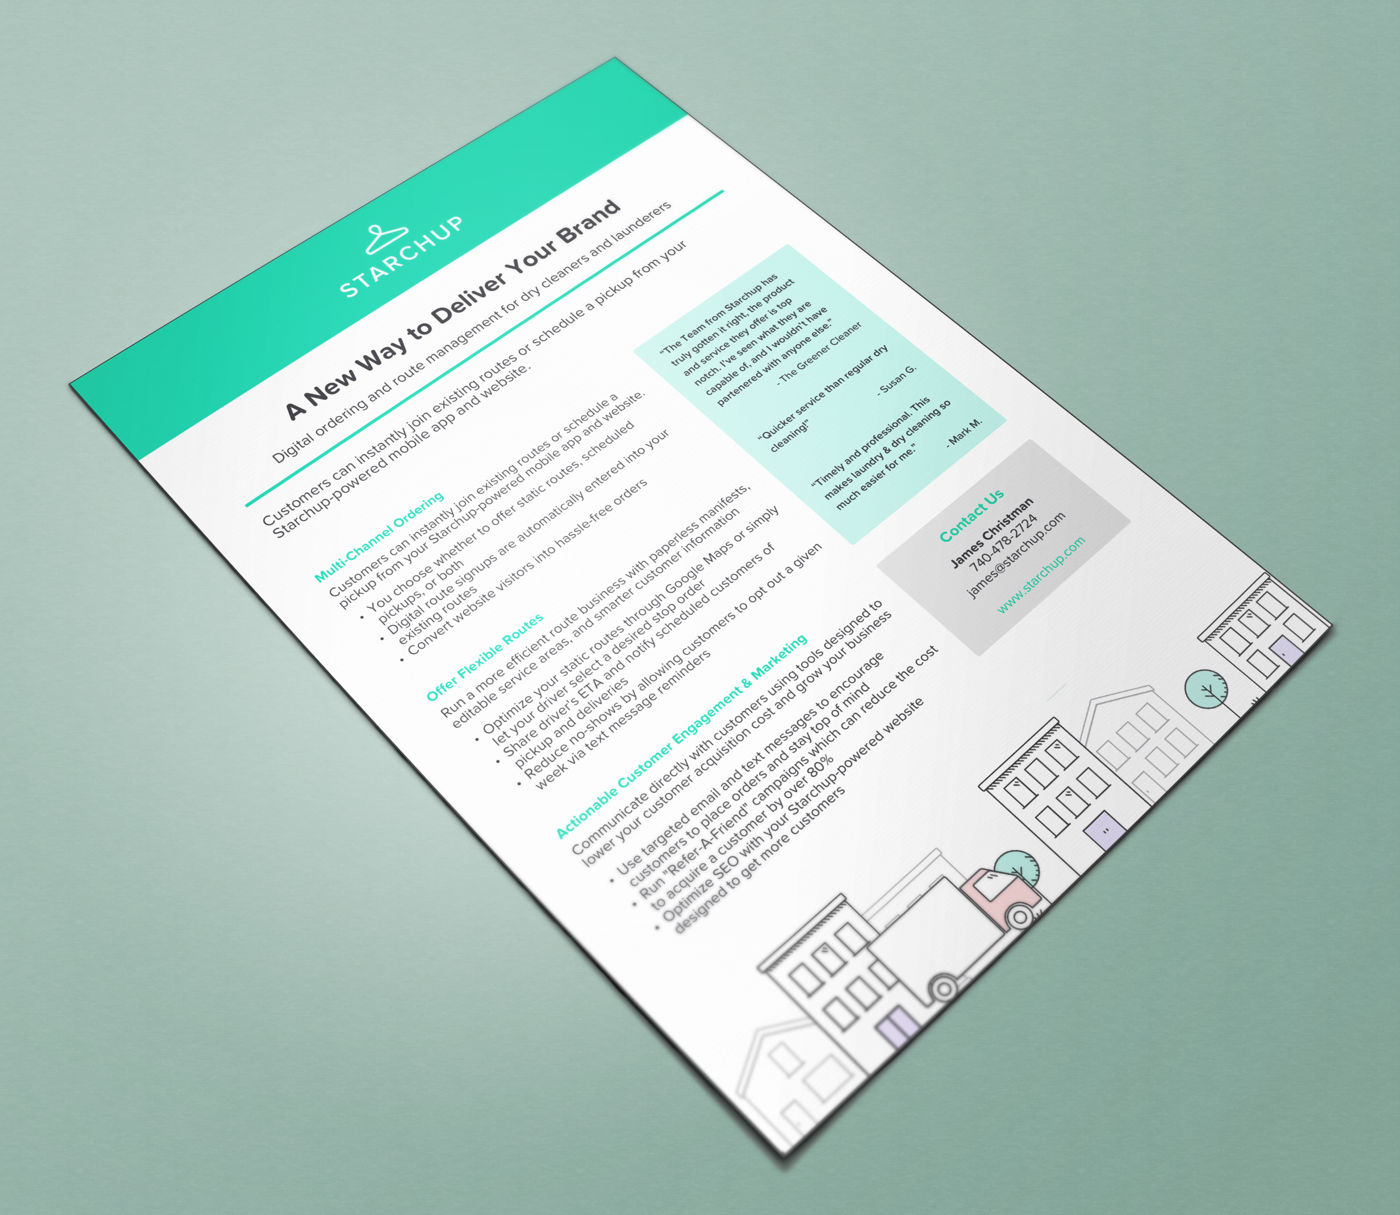 STARCHUP
A New Way to Deliver Your Brand
Digital ordering and route management for dry cleaners and launderers
Customers can instantly join existing routes or schedule a pickup from your
Starchup-powered mobile app and website.
Multi-Channel Ordering
Customers can instantly join existing routes or schedule a
pickup from your Starchup-powered mobile app and website.
• You choose whether to offer static routes, scheduled
pickups, or both
• Digital route signups are automatically entered into your
existing routes
• Convert website visitors into hassle-free orders
Offer Flexible Routes
Run a more efficient route business with paperless manifests,
editable service areas, and smarter customer information
• Optimize your static routes through Google Maps or simply
let your driver select a desired stop order
• Share driver's ETA and notify scheduled customers of
pickup and deliveries
• Reduce no-shows by allowing customers to opt out a given
week via text message reminders
Actionable Customer Engagement & Marketing
Communicate directly with customers using tools designed to
lower your customer acquisition cost and grow your business
• Use targeted email and text messages to encourage
customers to place orders and stay top of mind
• Run "Refer-A-Friend" campaigns which can reduce the cost
to acquire a customer by over 80%
• Optimize SEO with your Starchup-powered website
designed to get more customers
"The Team from Starchup has
truly gotten it right, the product
and service they offer is top
notch. I've seen what they are
capable of, and I wouldn't have
partenered with anyone else."
- The Greener Cleaner
"Quicker service than regular dry
cleaning!"
- Susan G.
"Timely and professional. This
makes laundry & dry cleaning so
much easier for me."
- Mark M.
Contact Us
James Christman
740-478-2724
james@starchup.com
www.starchup.com